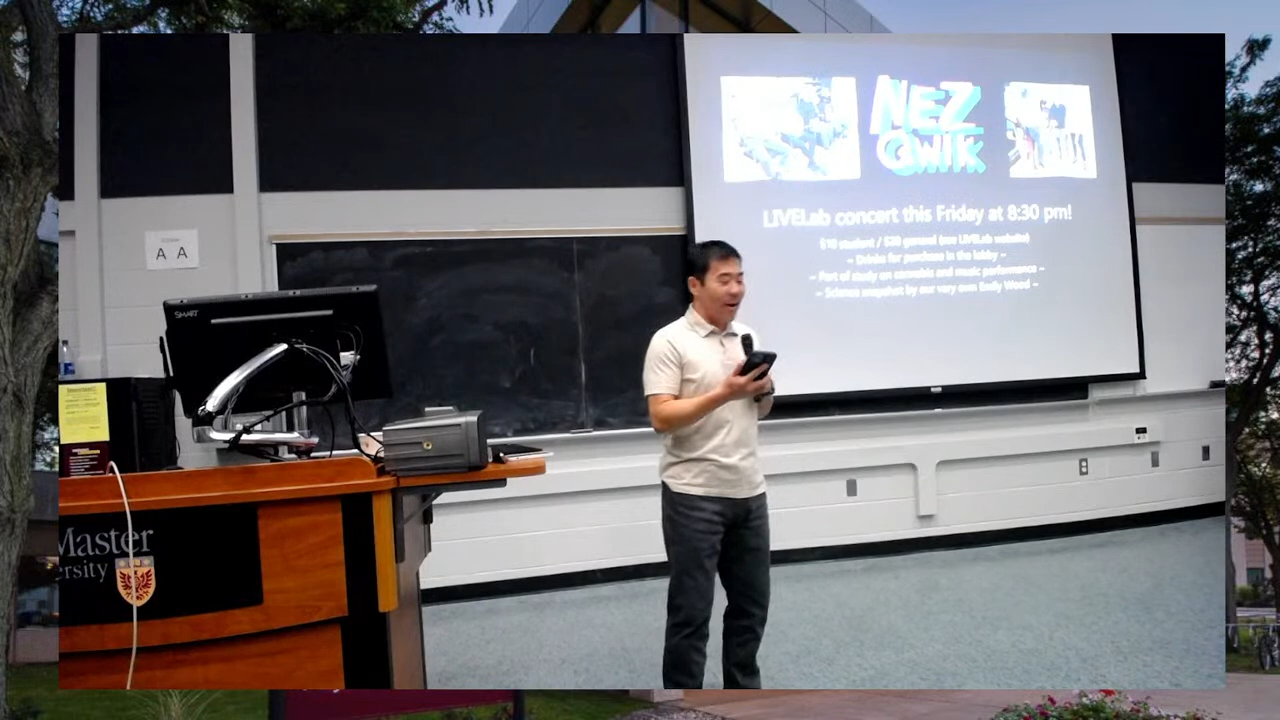 NEZ
QWIK
LIVELab concert this Friday at 8:30 pm!
$10 student / $20 general (see LIVELab website)
~ Drinks for purchase in the lobby ~
~ Part of study on cannabis and music performance ~
~ Science snapshot by our very own Emily Wood ~
A A
SMART
Master
ersity